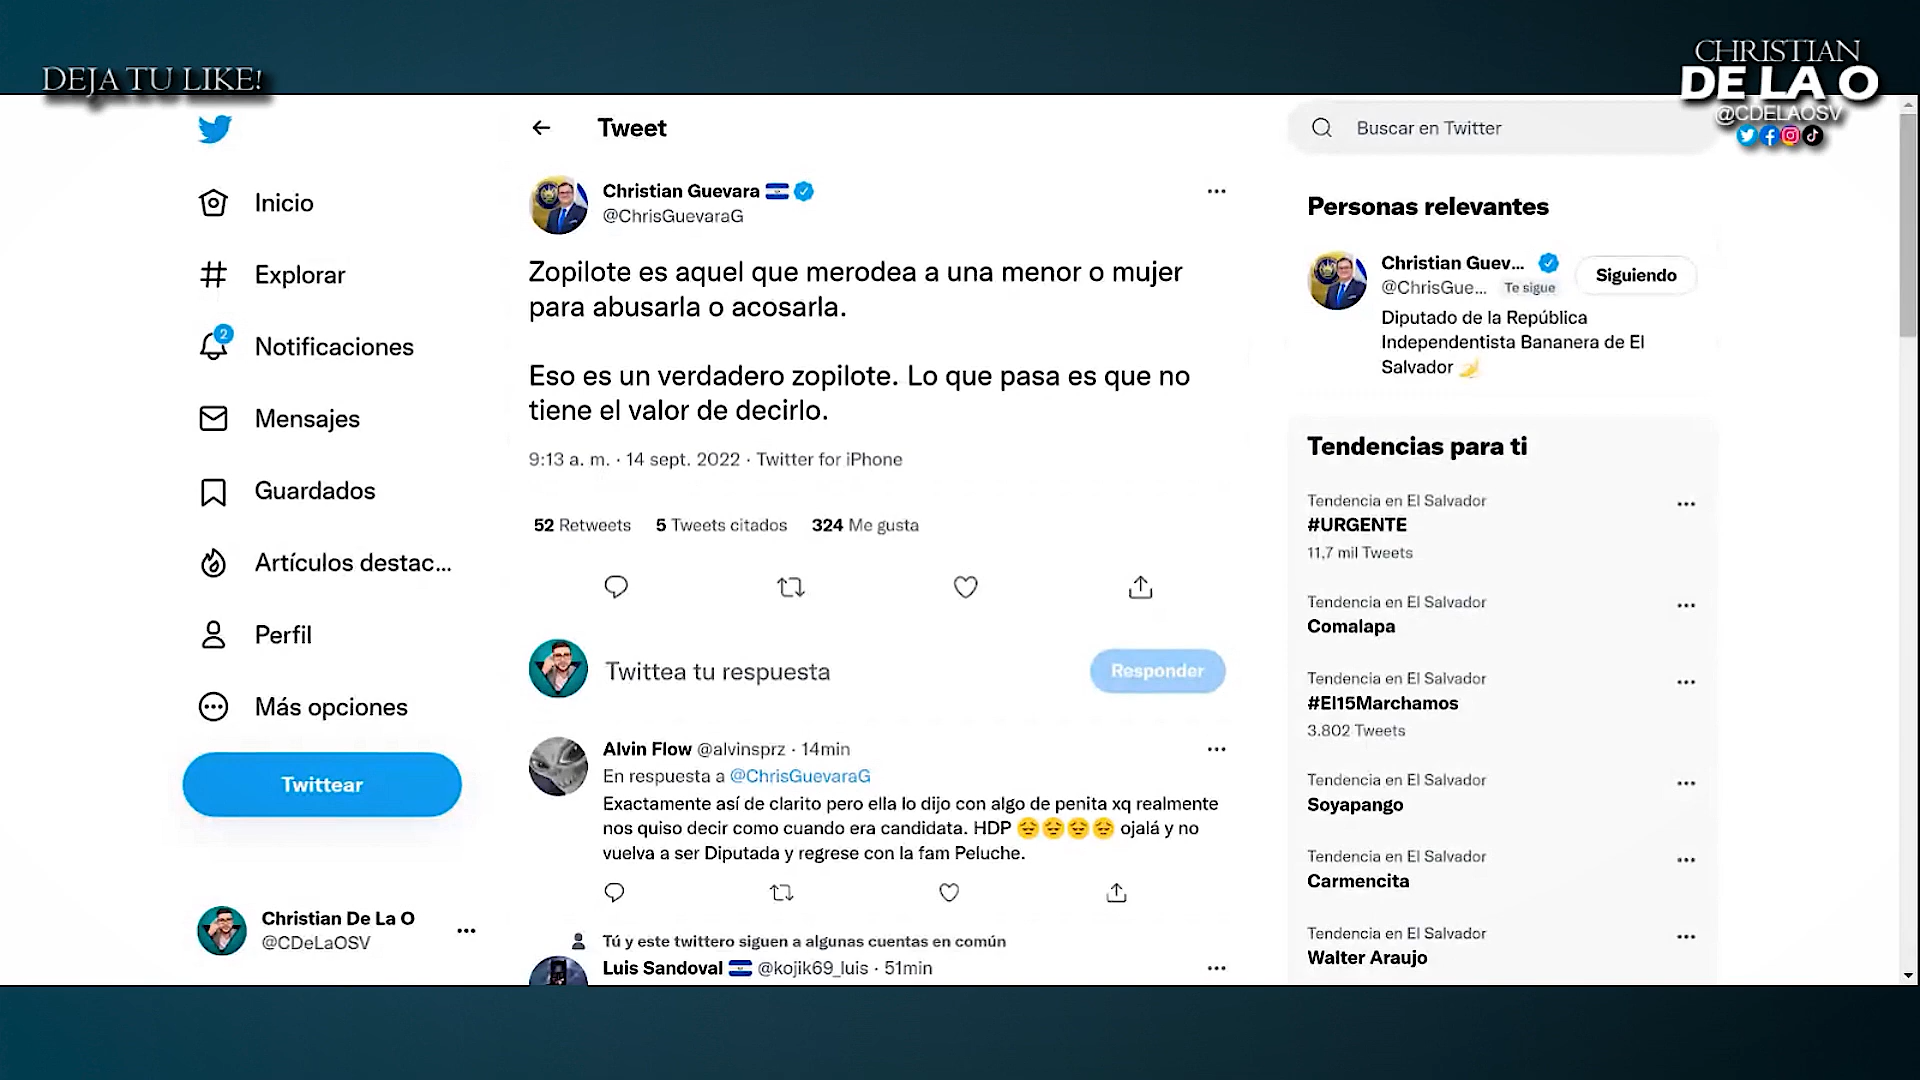 DEJA TU LIKE!
CHRISTIAN
DE LA O
@CDELAOSV
Inicio
Explorar
2
Notificaciones
Mensajes
Guardados
Artículos destac...
Perfil
Más opciones
Twittear
Christian De La O
@CDeLaOSV
Tweet
Christian Guevara
@ChrisGuevaraG
Zopilote es aquel que merodea a una menor o mujer
para abusarla o acosarla.
Eso es un verdadero zopilote. Lo que pasa es que no
tiene el valor de decirlo.
9:13 a. m. · 14 sept. 2022 · Twitter for iPhone
52 Retweets 5 Tweets citados 324 Me gusta
Twittea tu respuesta
Responder
Alvin Flow @alvinsprz · 14min
En respuesta a @ChrisGuevaraG
Exactamente así de clarito pero ella lo dijo con algo de penita xq realmente
nos quiso decir como cuando era candidata. HDP 😔😔😔😔 ojalá y no
vuelva a ser Diputada y regrese con la fam Peluche.
Tú y este twittero siguen a algunas cuentas en común
Luis Sandoval @kojik69_luis · 51min
Buscar en Twitter
Personas relevantes
Christian Guev...
@ChrisGue... Te sigue
Siguiendo
Diputado de la República
Independentista Bananera de El
Salvador 🍌
Tendencias para ti
Tendencia en El Salvador
#URGENTE
11,7 mil Tweets
Tendencia en El Salvador
Comalapa
Tendencia en El Salvador
#El15Marchamos
3.802 Tweets
Tendencia en El Salvador
Soyapango
Tendencia en El Salvador
Carmencita
Tendencia en El Salvador
Walter Araujo